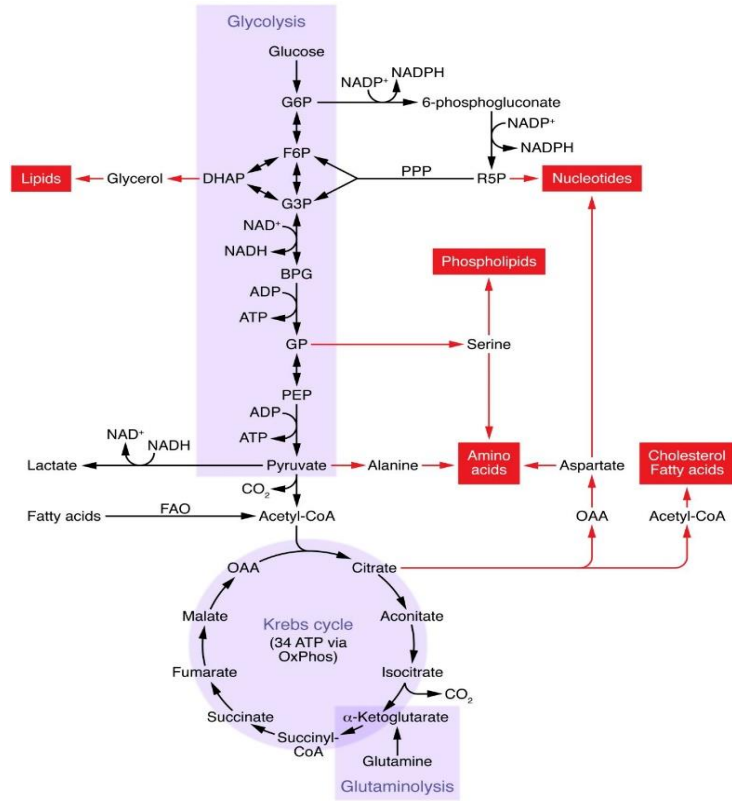 Glycolysis
Glucose
NADP⁺
NADPH
G6P
6-phosphogluconate
NADP⁺
NADPH
F6P
Lipids
Glycerol
DHAP
PPP
R5P
Nucleotides
G3P
NAD⁺
NADH
BPG
Phospholipids
ADP
ATP
GP
Serine
PEP
ADP
ATP
NAD⁺
NADH
Lactate
Pyruvate
Alanine
Amino
acids
Aspartate
Cholesterol
Fatty acids
CO₂
Fatty acids
FAO
Acetyl-CoA
OAA
Acetyl-CoA
OAA
Citrate
Malate
Aconitate
Krebs cycle
(34 ATP via
OxPhos)
Fumarate
Isocitrate
CO₂
Succinate
α-Ketoglutarate
Succinyl-
CoA
Glutamine
Glutaminolysis